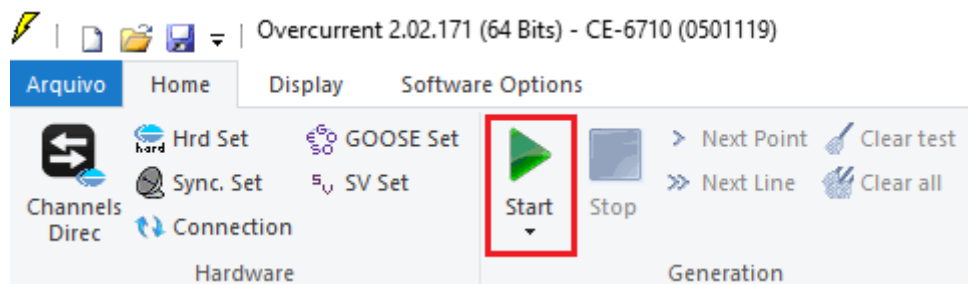 Overcurrent 2.02.171 (64 Bits) - CE-6710 (0501119)
Arquivo Home Display Software Options
hard Hrd Set GOOSE Set
Sync. Set SV Set
Channels Direc
Connection
Start
Stop
Next Point Clear test
Next Line Clear all
Hardware Generation